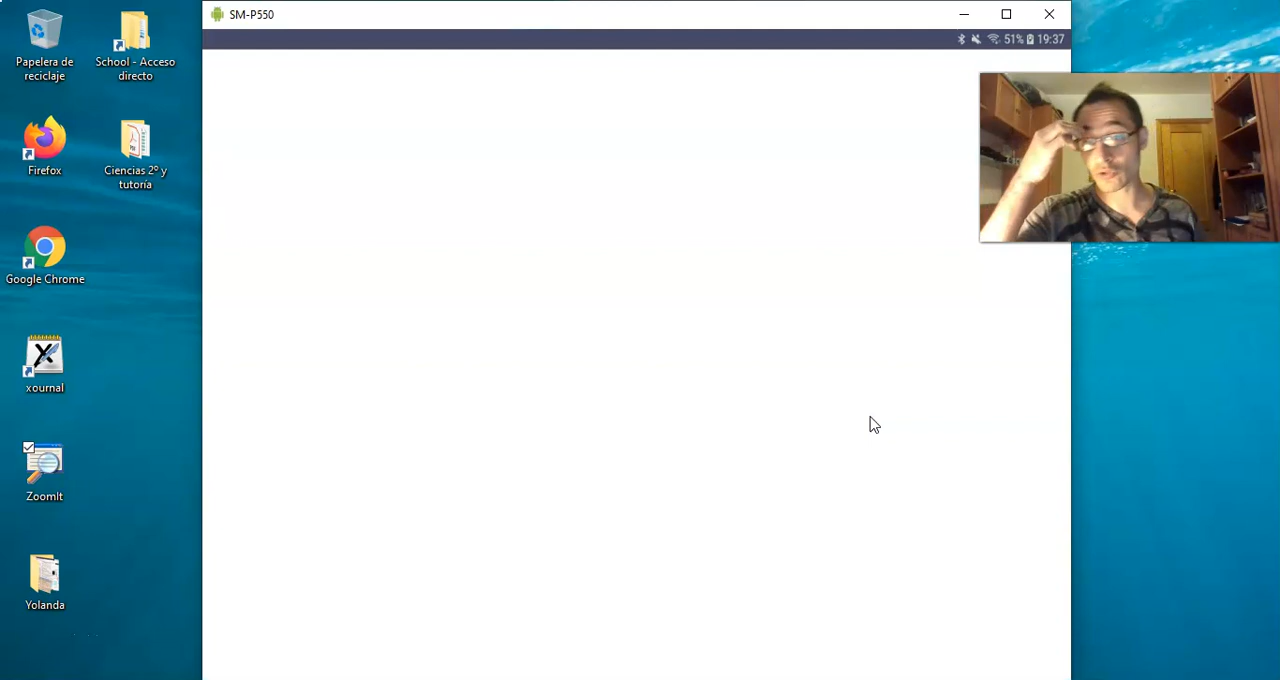 SM-P550
51% 19:37
Papelera de
reciclaje
School - Acceso
directo
Firefox
Ciencias 2º y
tutoría
Google Chrome
xournal
ZoomIt
Yolanda